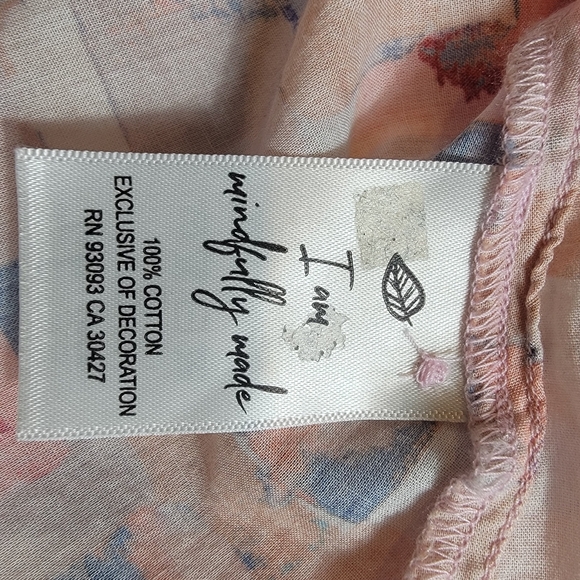 I am
mindfully made
100% COTTON
EXCLUSIVE OF DECORATION
RN 93093 CA 30427